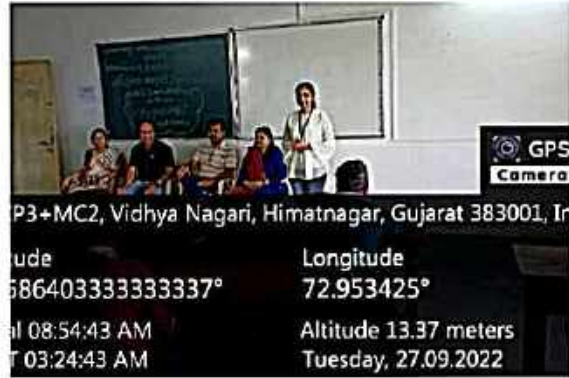 GPS
Camera
P3+MC2, Vidhya Nagari, Himatnagar, Gujarat 383001, In
ude
Longitude
586403333333337°
72.953425°
al 08:54:43 AM
Altitude 13.37 meters
T 03:24:43 AM
Tuesday, 27.09.2022